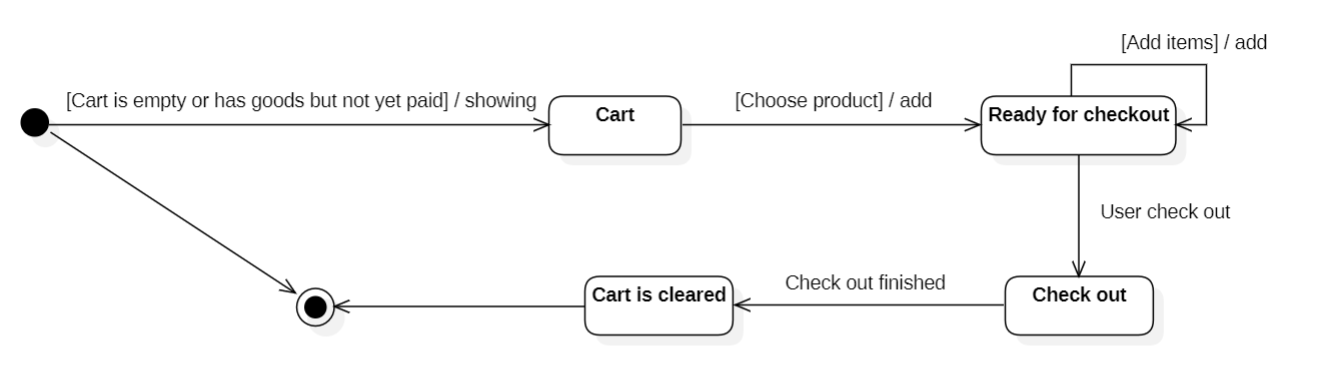 [Add items] / add
[Cart is empty or has goods but not yet paid] / showing
Cart
[Choose product] / add
Ready for checkout
User check out
Cart is cleared
Check out finished
Check out